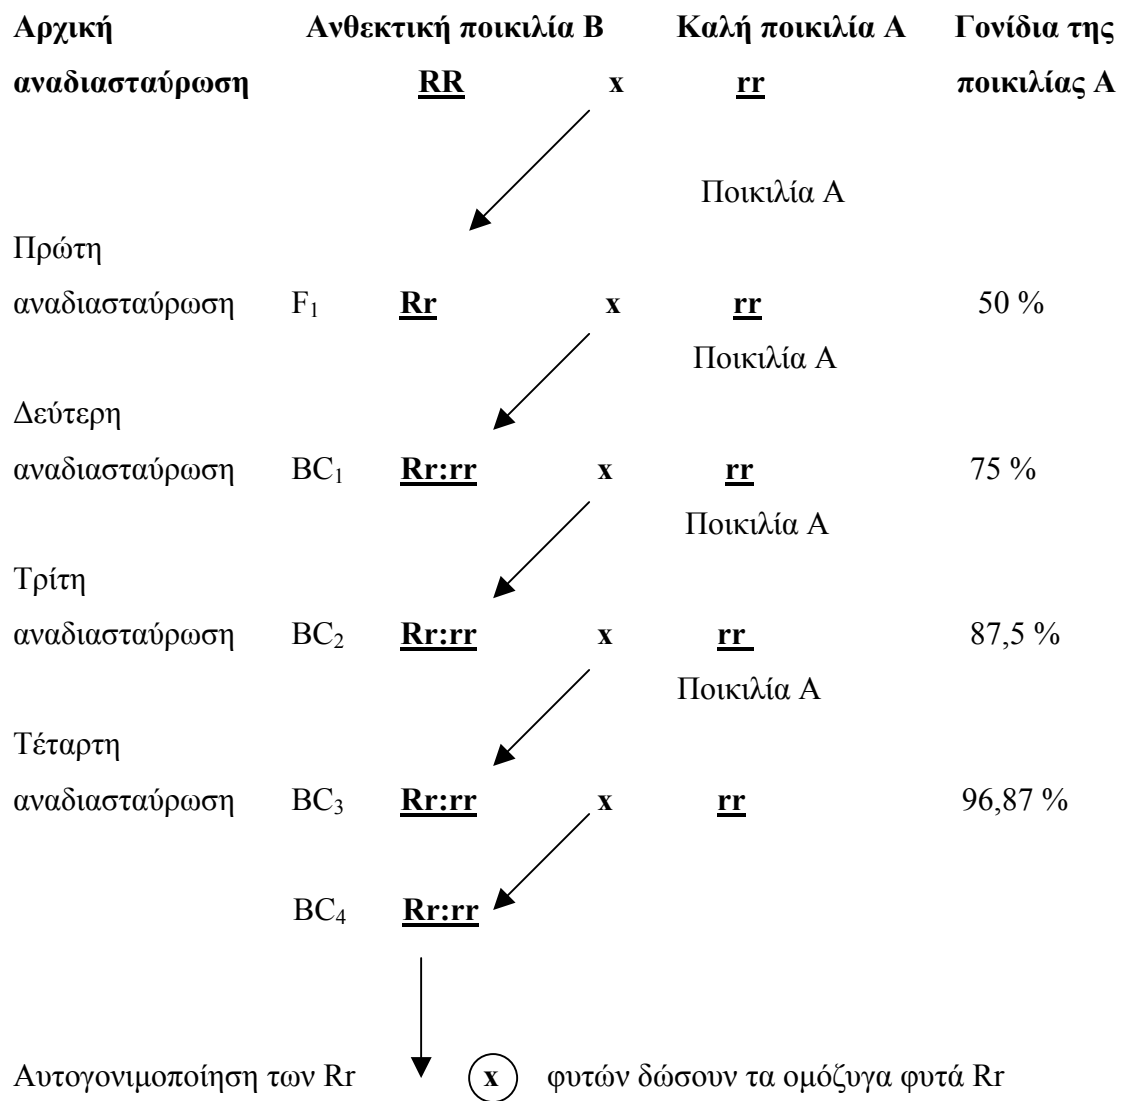 Αρχική Ανθεκτική ποικιλία Β Καλή ποικιλία Α Γονίδια της
αναδιασταύρωση RR x rr ποικιλίας Α
Ποικιλία Α
Πρώτη
αναδιασταύρωση F1 Rr x rr 50 %
Ποικιλία Α
Δεύτερη
αναδιασταύρωση BC1 Rr:rr x rr 75 %
Ποικιλία Α
Τρίτη
αναδιασταύρωση BC2 Rr:rr x rr 87,5 %
Ποικιλία Α
Τέταρτη
αναδιασταύρωση BC3 Rr:rr x rr 96,87 %
BC4 Rr:rr
Αυτογονιμοποίηση των Rr x φυτών δώσουν τα ομόζυγα φυτά Rr